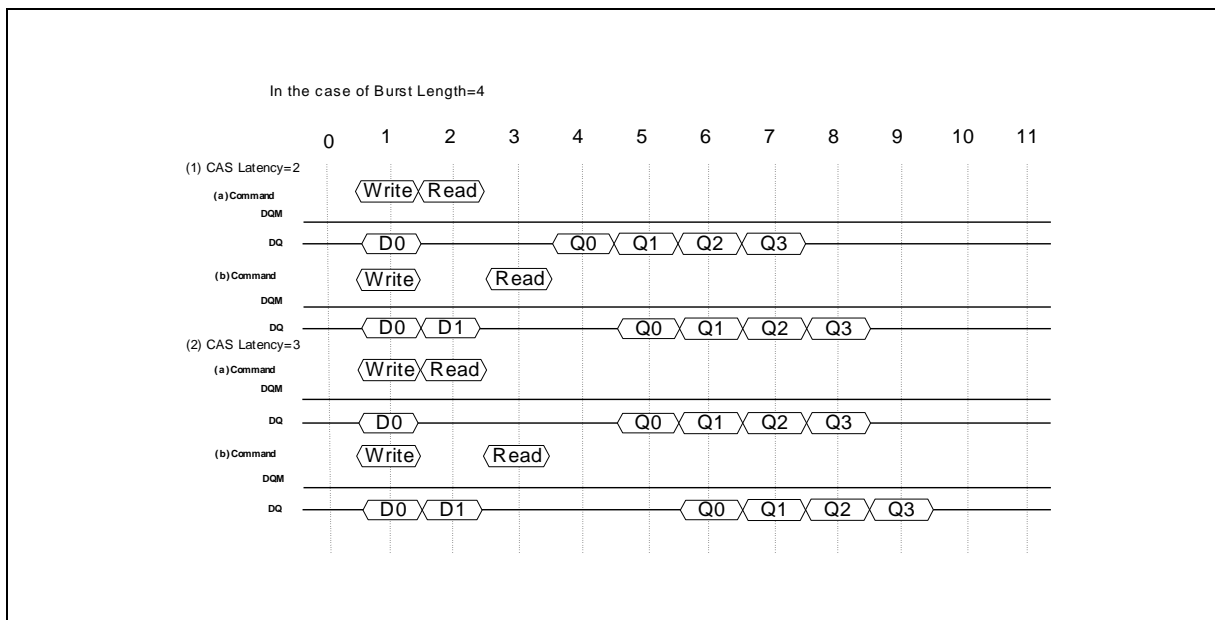 In the case of Burst Length=4
0 1 2 3 4 5 6 7 8 9 10 11
(1) CAS Latency=2
(a)Command Write Read
DQM
DQ D0 Q0 Q1 Q2 Q3
(b)Command Write Read
DQM
DQ D0 D1 Q0 Q1 Q2 Q3
(2) CAS Latency=3
(a)Command Write Read
DQM
DQ D0 Q0 Q1 Q2 Q3
(b)Command Write Read
DQM
DQ D0 D1 Q0 Q1 Q2 Q3